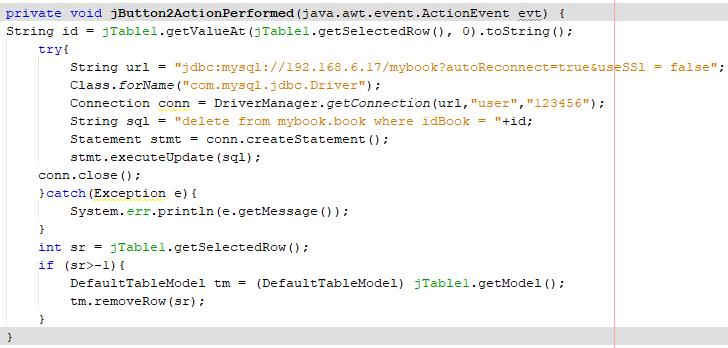 private void jButton2ActionPerformed(java.awt.event.ActionEvent evt) {
String id = jTable1.getValueAt(jTable1.getSelectedRow(), 0).toString();
try{
String url = "jdbc:mysql://192.168.6.17/mybook?autoReconnect=true&useSSl = false";
Class.forName("com.mysql.jdbc.Driver");
Connection conn = DriverManager.getConnection(url,"user","123456");
String sql = "delete from mybook.book where idBook = "+id;
Statement stmt = conn.createStatement();
stmt.executeUpdate(sql);
conn.close();
}catch(Exception e){
System.err.println(e.getMessage());
}
int sr = jTable1.getSelectedRow();
if (sr>-1){
DefaultTableModel tm = (DefaultTableModel) jTable1.getModel();
tm.removeRow(sr);
}
}